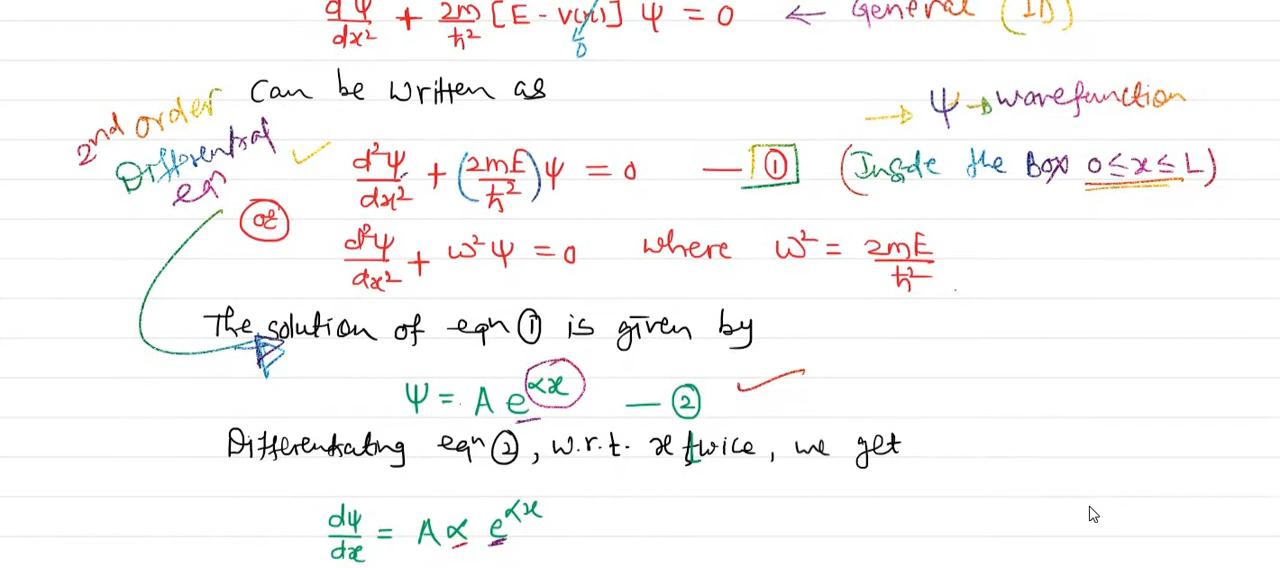 d²Ψ/dx² + 2m/ħ² [E - V(x)] Ψ = 0 ← General (1D)
0
Can be written as
2nd order Differential eqn
→ Ψ → wavefunction
d²Ψ/dx² + (2mE/ħ²) Ψ = 0 — ① (Inside the Box 0 ≤ x ≤ L)
or
d²Ψ/dx² + ω²Ψ = 0 where ω² = 2mE/ħ²
The solution of eqn ① is given by
Ψ = A e^αx — ②
Differentiating eqn ②, w.r.t. x twice, we get
dψ/dx = A α e^αx